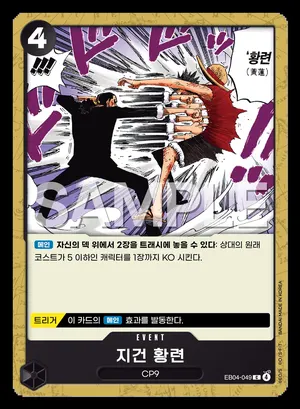 4
!!!
‘황련
(黄蓮)
SAMPLE
메인 자신의 덱 위에서 2장을 트래시에 놓을 수 있다: 상대의 원래
코스트가 5 이하인 캐릭터를 1장까지 KO 시킨다.
트리거 이 카드의 메인 효과를 발동한다.
EVENT
지건 황련
CP9
EB04-049